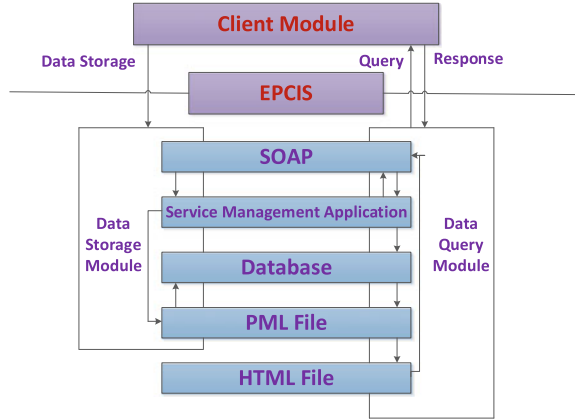 Client Module
Data Storage
Query
Response
EPCIS
SOAP
Service Management Application
Data
Storage
Module
Data
Query
Module
Database
PML File
HTML File